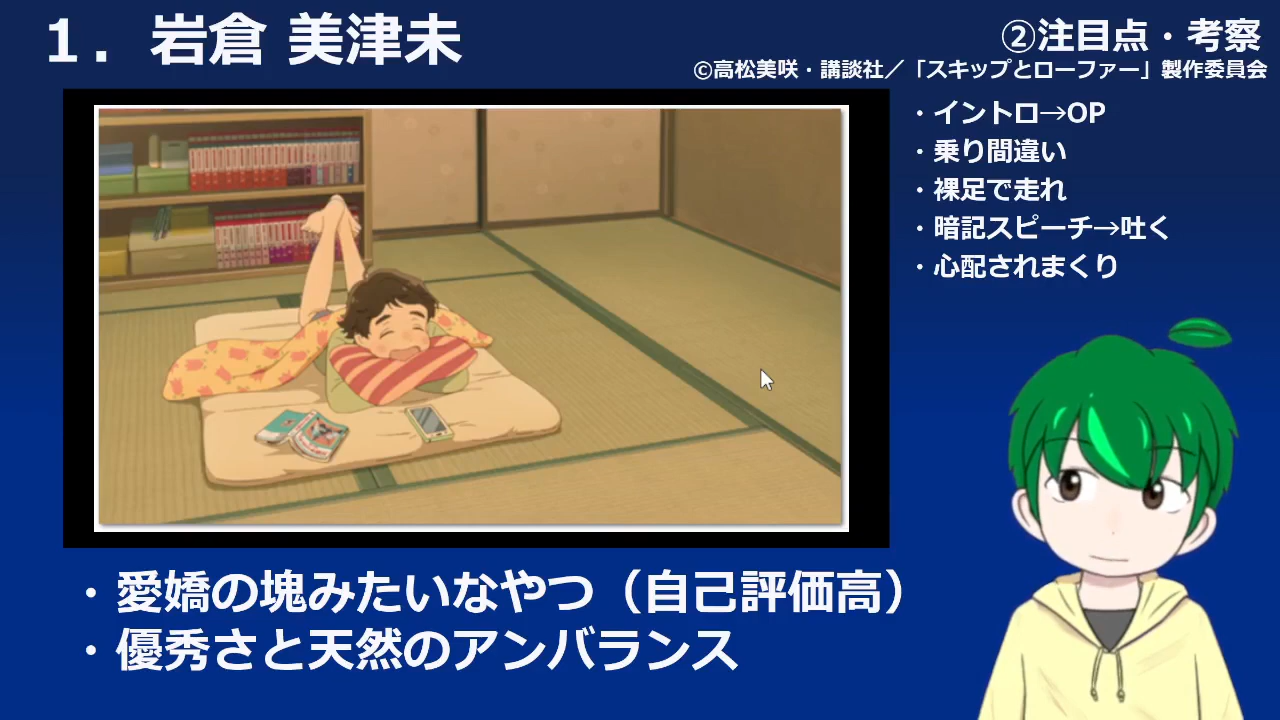 1．岩倉 美津未
②注目点・考察
©高松美咲・講談社／「スキップとローファー」製作委員会
・イントロ→OP
・乗り間違い
・裸足で走れ
・暗記スピーチ→吐く
・心配されまくり
・愛嬌の塊みたいなやつ（自己評価高）
・優秀さと天然のアンバランス